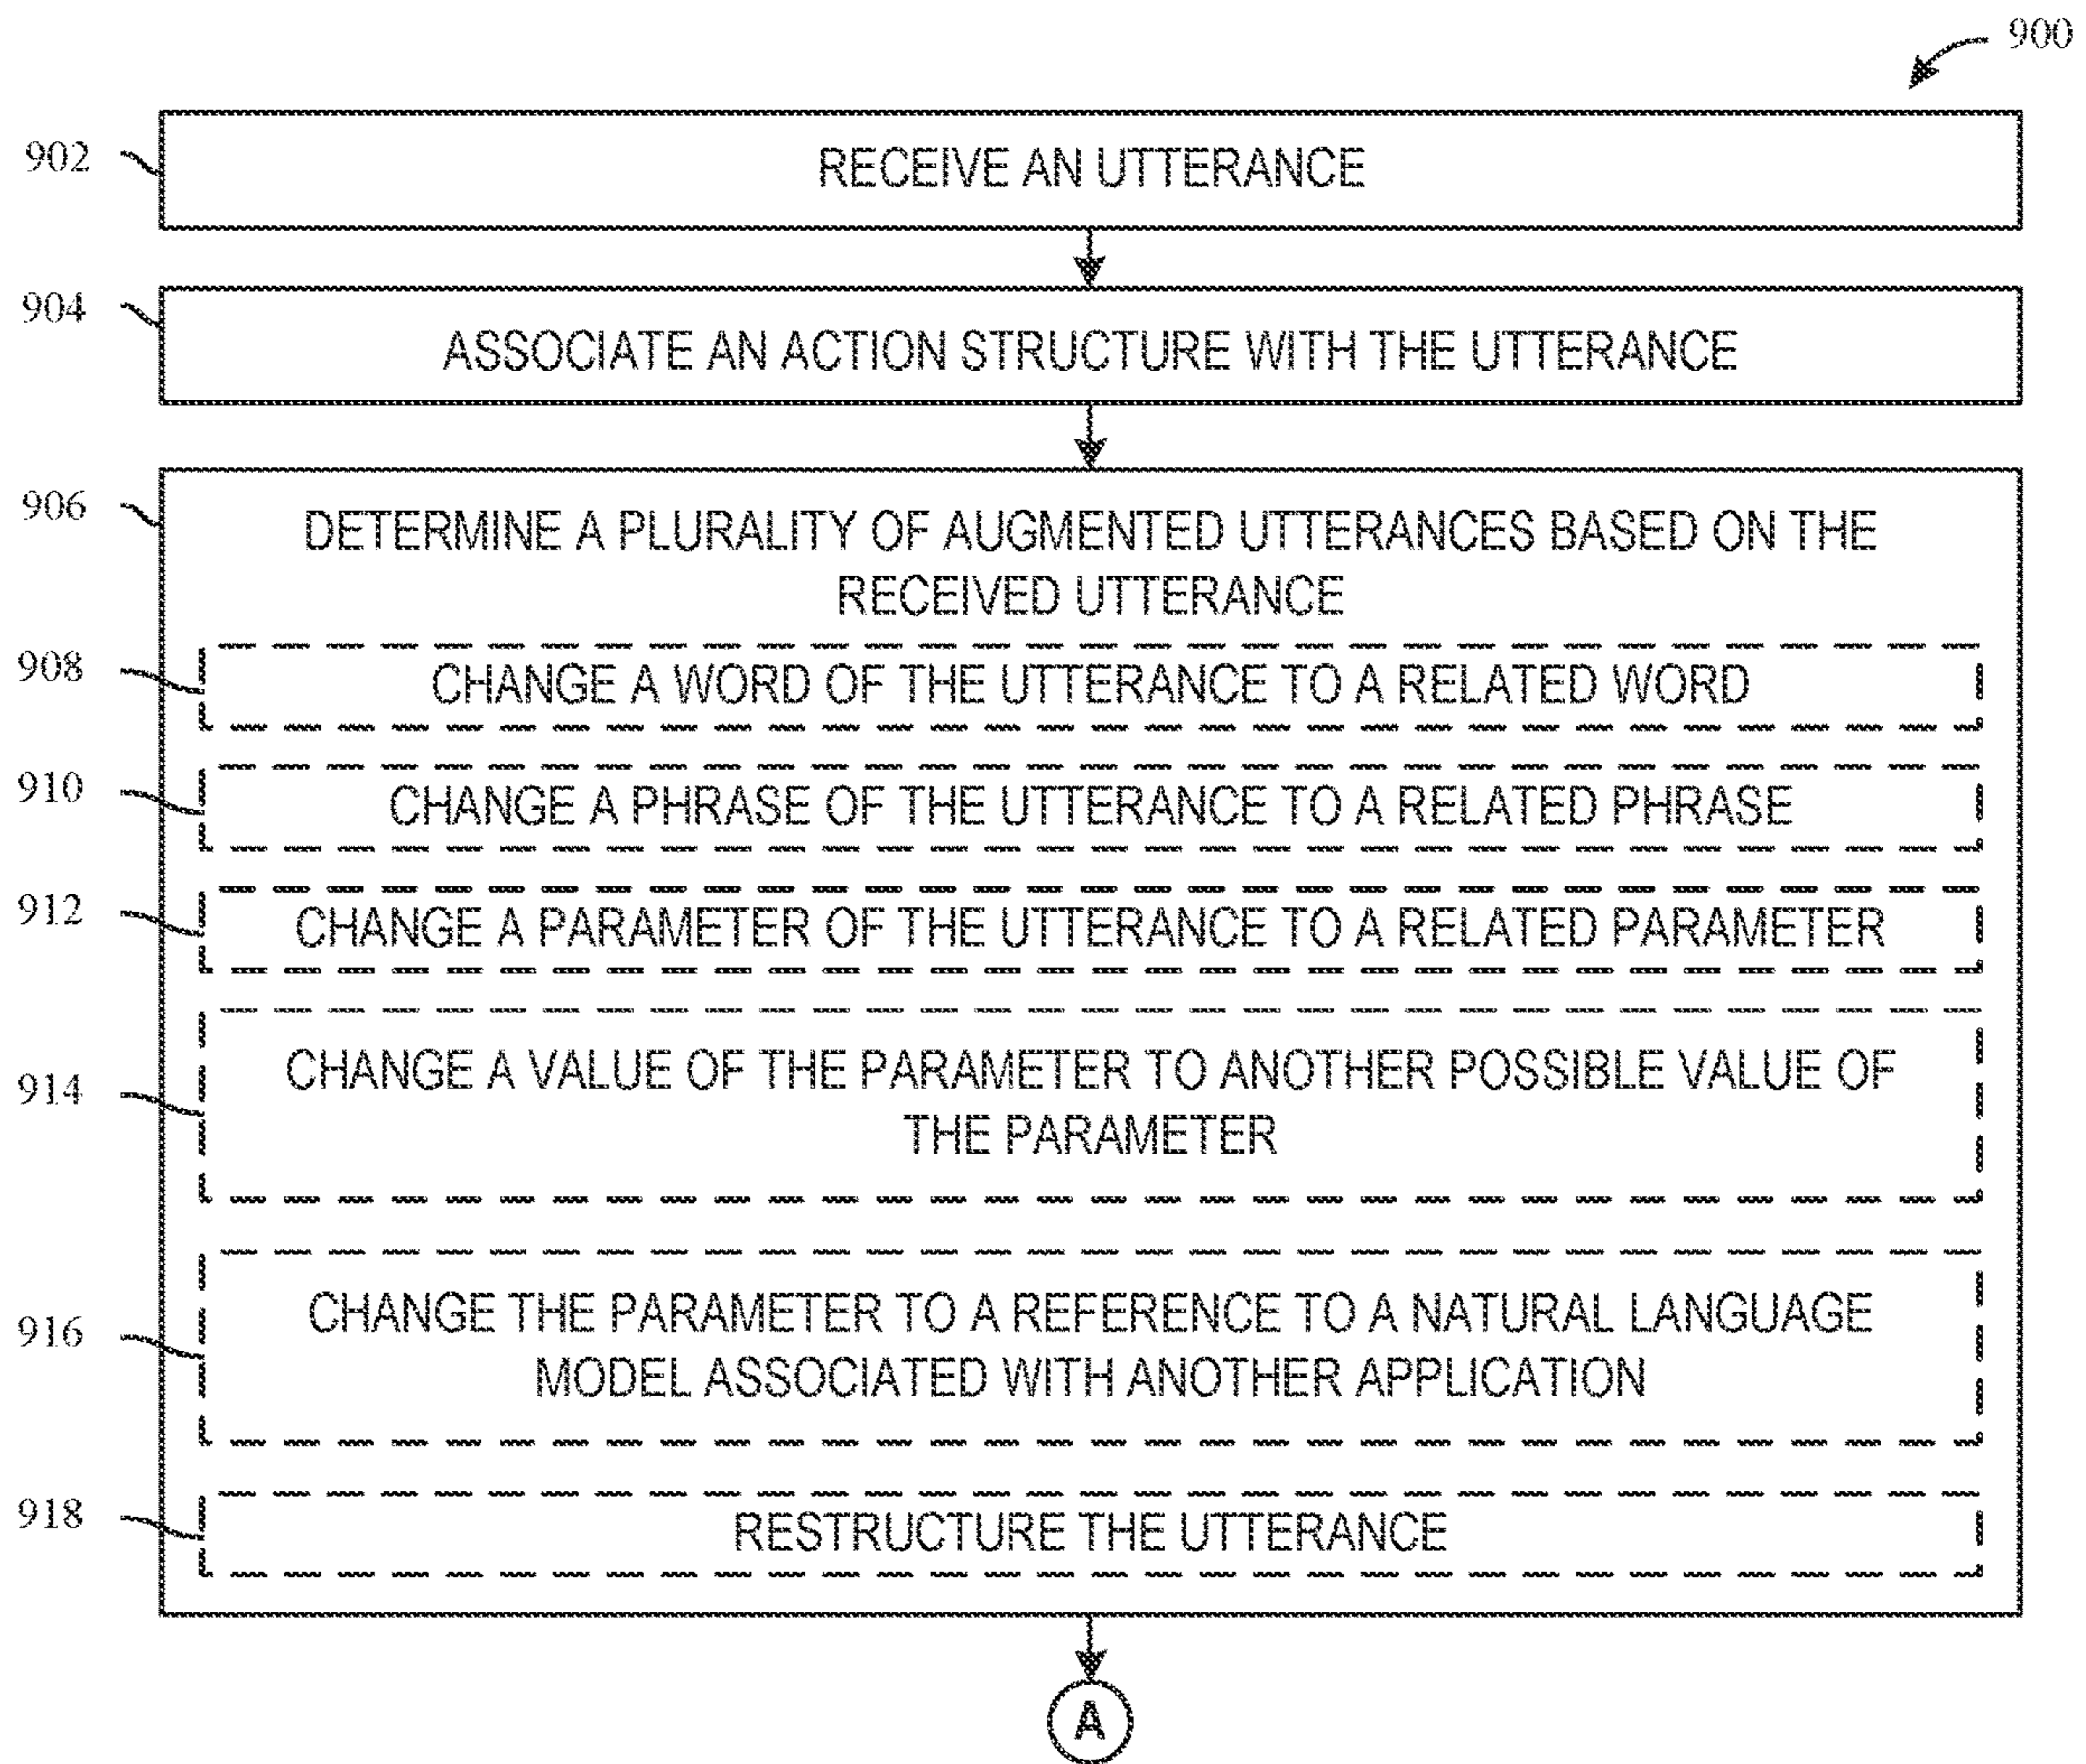 900
902
RECEIVE AN UTTERANCE
904
ASSOCIATE AN ACTION STRUCTURE WITH THE UTTERANCE
906
DETERMINE A PLURALITY OF AUGMENTED UTTERANCES BASED ON THE
RECEIVED UTTERANCE
908
CHANGE A WORD OF THE UTTERANCE TO A RELATED WORD
910
CHANGE A PHRASE OF THE UTTERANCE TO A RELATED PHRASE
912
CHANGE A PARAMETER OF THE UTTERANCE TO A RELATED PARAMETER
914
CHANGE A VALUE OF THE PARAMETER TO ANOTHER POSSIBLE VALUE OF
THE PARAMETER
916
CHANGE THE PARAMETER TO A REFERENCE TO A NATURAL LANGUAGE
MODEL ASSOCIATED WITH ANOTHER APPLICATION
918
RESTRUCTURE THE UTTERANCE
A